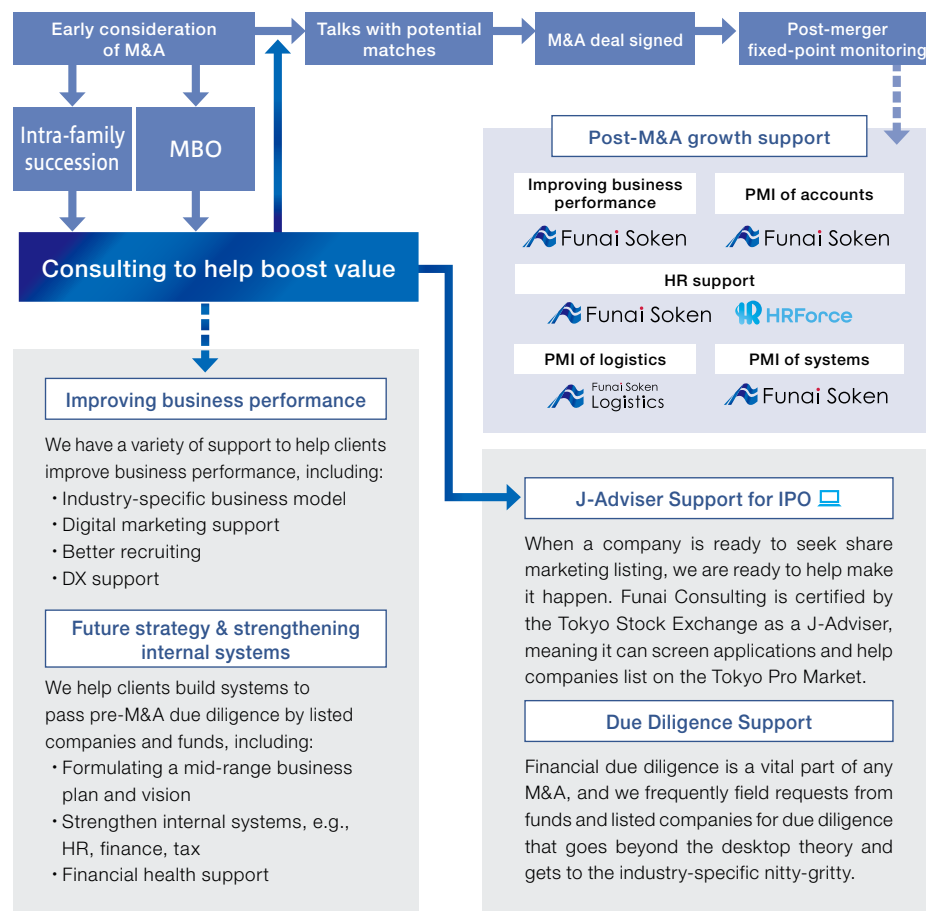 Early consideration
of M&A
Talks with potential
matches
M&A deal signed
Post-merger
fixed-point monitoring
Intra-family
succession
MBO
Consulting to help boost value
Post-M&A growth support
Improving business
performance
Funai Soken
PMI of accounts
Funai Soken
HR support
Funai Soken
HRForce
PMI of logistics
Funai Soken
Logistics
PMI of systems
Funai Soken
Improving business performance
We have a variety of support to help clients
improve business performance, including:
・Industry-specific business model
・Digital marketing support
・Better recruiting
・DX support
Future strategy & strengthening
internal systems
We help clients build systems to
pass pre-M&A due diligence by listed
companies and funds, including:
・Formulating a mid-range business
plan and vision
・Strengthen internal systems, e.g.,
HR, finance, tax
・Financial health support
J-Adviser Support for IPO
When a company is ready to seek share
marketing listing, we are ready to help make
it happen. Funai Consulting is certified by
the Tokyo Stock Exchange as a J-Adviser,
meaning it can screen applications and help
companies list on the Tokyo Pro Market.
Due Diligence Support
Financial due diligence is a vital part of any
M&A, and we frequently field requests from
funds and listed companies for due diligence
that goes beyond the desktop theory and
gets to the industry-specific nitty-gritty.